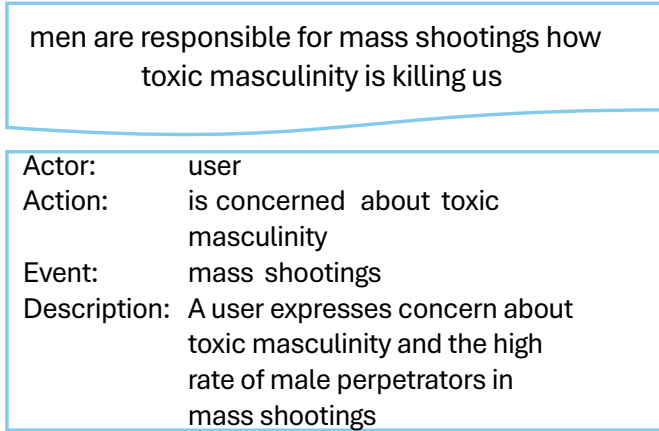 men are responsible for mass shootings how
toxic masculinity is killing us
Actor: user
Action: is concerned about toxic
masculinity
Event: mass shootings
Description: A user expresses concern about
toxic masculinity and the high
rate of male perpetrators in
mass shootings